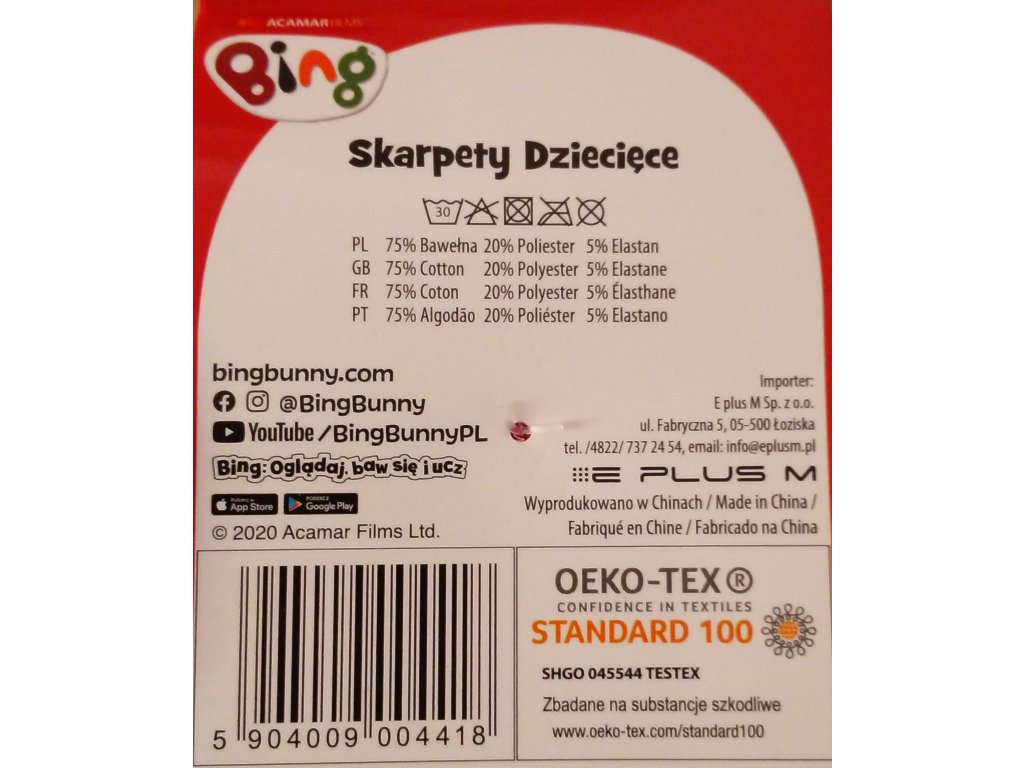 ACAMARFILMS
Bing™
Skarpety Dziecięce
30
PL 75% Bawełna 20% Poliester 5% Elastan
GB 75% Cotton 20% Polyester 5% Elastane
FR 75% Coton 20% Polyester 5% Élasthane
PT 75% Algodão 20% Poliéster 5% Elastano
bingbunny.com
@BingBunny
YouTube /BingBunnyPL
Bing: Oglądaj, baw się i ucz
Pobierz w App Store POBIERZ Z Google Play
© 2020 Acamar Films Ltd.
Importer:
E plus M Sp. z o.o.
ul. Fabryczna 5, 05-500 Łoziska
tel. /4822/ 737 24 54, email: info@eplusm.pl
E PLUS M
Wyprodukowano w Chinach / Made in China /
Fabriqué en Chine / Fabricado na China
5 904009 004418
OEKO-TEX®
CONFIDENCE IN TEXTILES
STANDARD 100
SHGO 045544 TESTEX
Zbadane na substancje szkodliwe
www.oeko-tex.com/standard100